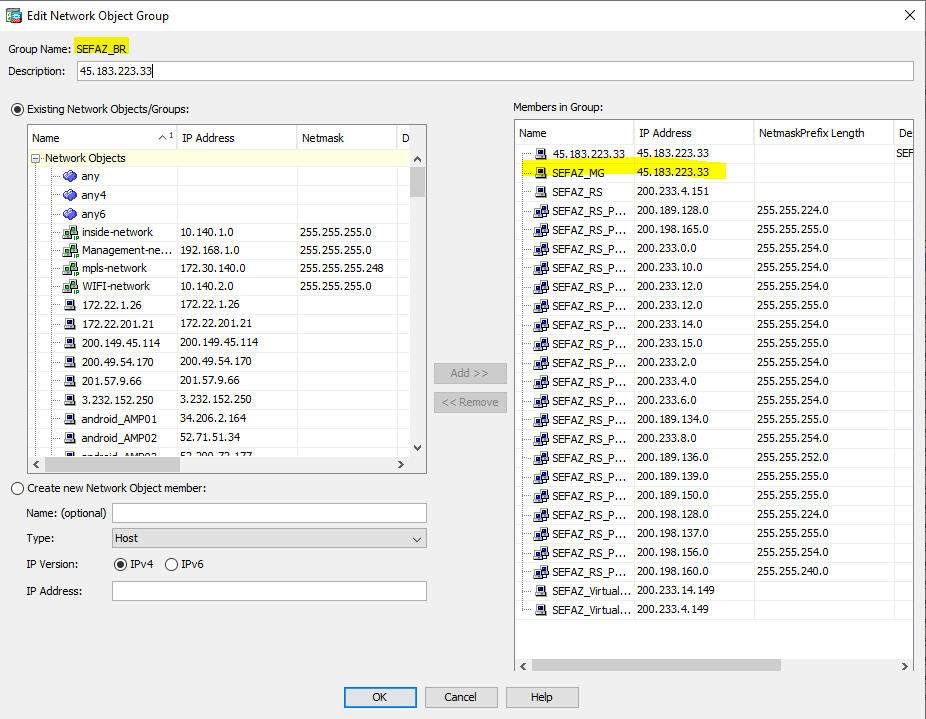 Edit Network Object Group
Group Name: SEFAZ_BR
Description: 45.183.223.33
Existing Network Objects/Groups:
Name 1 IP Address Netmask D
Network Objects
any
any4
any6
inside-network 10.140.1.0 255.255.255.0
Management-ne... 192.168.1.0 255.255.255.0
mpls-network 172.30.140.0 255.255.255.248
WIFI-network 10.140.2.0 255.255.255.0
172.22.1.26 172.22.1.26
172.22.201.21 172.22.201.21
200.149.45.114 200.149.45.114
200.49.54.170 200.49.54.170
201.57.9.66 201.57.9.66
3.232.152.250 3.232.152.250
android_AMP01 34.206.2.164
android_AMP02 52.71.51.34
Create new Network Object member:
Name: (optional)
Type: Host
IP Version: IPv4 IPv6
IP Address:
Add >>
<< Remove
Members in Group:
Name IP Address NetmaskPrefix Length De
45.183.223.33 45.183.223.33 SEF
SEFAZ_MG 45.183.223.33
SEFAZ_RS 200.233.4.151
SEFAZ_RS_P... 200.189.128.0 255.255.224.0
SEFAZ_RS_P... 200.198.165.0 255.255.255.0
SEFAZ_RS_P... 200.233.0.0 255.255.254.0
SEFAZ_RS_P... 200.233.10.0 255.255.254.0
SEFAZ_RS_P... 200.233.12.0 255.255.254.0
SEFAZ_RS_P... 200.233.12.0 255.255.255.0
SEFAZ_RS_P... 200.233.14.0 255.255.254.0
SEFAZ_RS_P... 200.233.15.0 255.255.255.0
SEFAZ_RS_P... 200.233.2.0 255.255.254.0
SEFAZ_RS_P... 200.233.4.0 255.255.254.0
SEFAZ_RS_P... 200.233.6.0 255.255.254.0
SEFAZ_RS_P... 200.189.134.0 255.255.255.0
SEFAZ_RS_P... 200.233.8.0 255.255.254.0
SEFAZ_RS_P... 200.189.136.0 255.255.252.0
SEFAZ_RS_P... 200.189.139.0 255.255.255.0
SEFAZ_RS_P... 200.189.150.0 255.255.255.0
SEFAZ_RS_P... 200.198.128.0 255.255.224.0
SEFAZ_RS_P... 200.198.137.0 255.255.255.0
SEFAZ_RS_P... 200.198.156.0 255.255.254.0
SEFAZ_RS_P... 200.198.160.0 255.255.240.0
SEFAZ_Virtual... 200.233.14.149
SEFAZ_Virtual... 200.233.4.149
OK Cancel Help